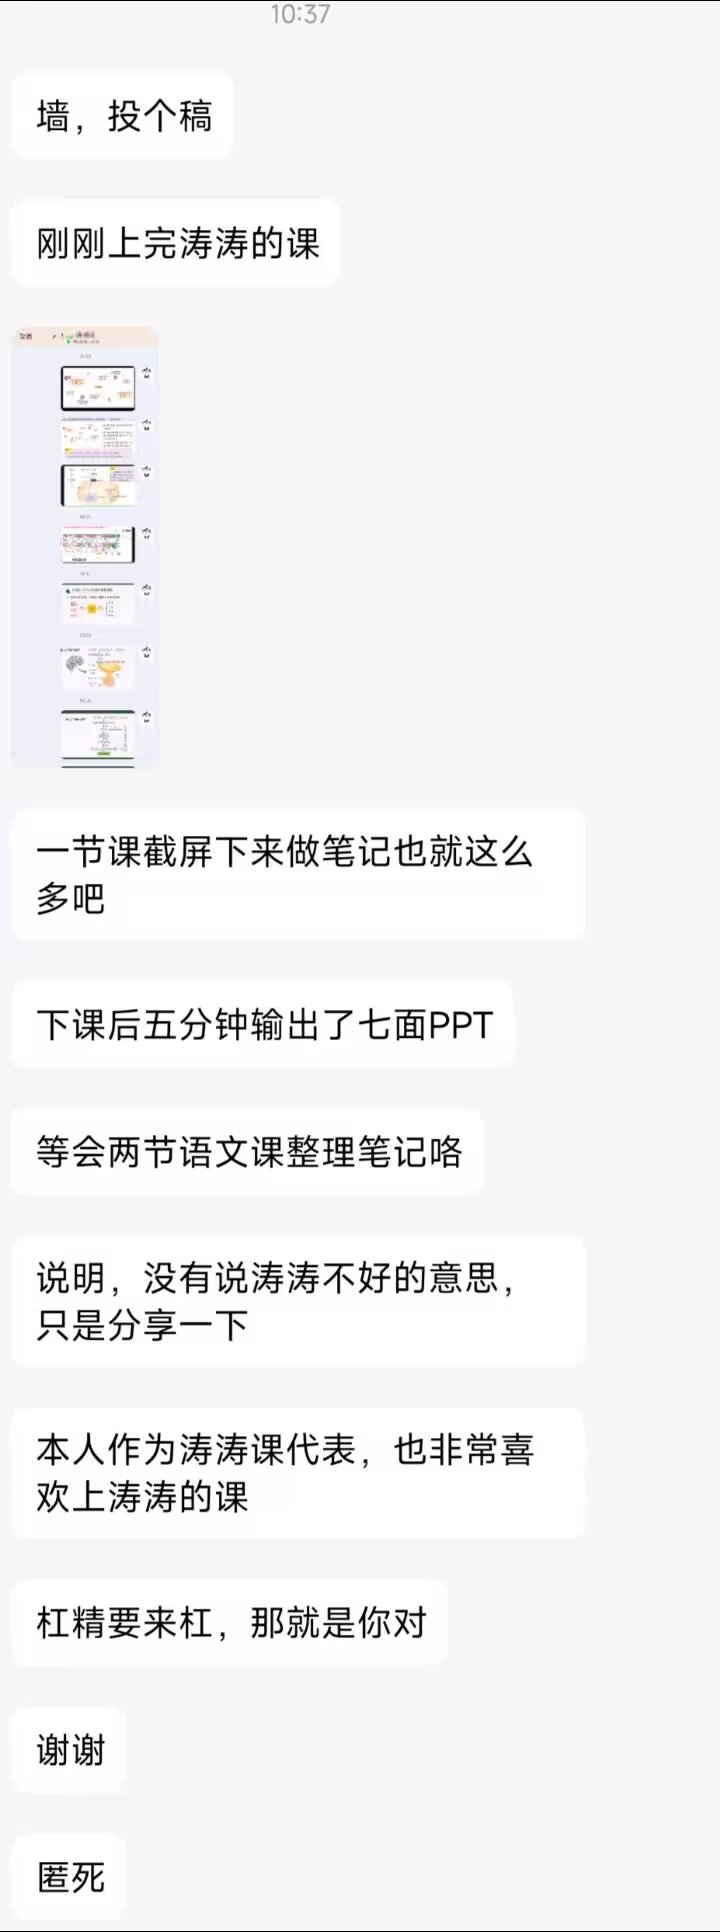 10:37
墙，投个稿
刚刚上完涛涛的课
一节课截屏下来做笔记也就这么
多吧
下课后五分钟输出了七面PPT
等会两节语文课整理笔记咯
说明，没有说涛涛不好的意思，
只是分享一下
本人作为涛涛课代表，也非常喜
欢上涛涛的课
杠精要来杠，那就是你对
谢谢
匿死